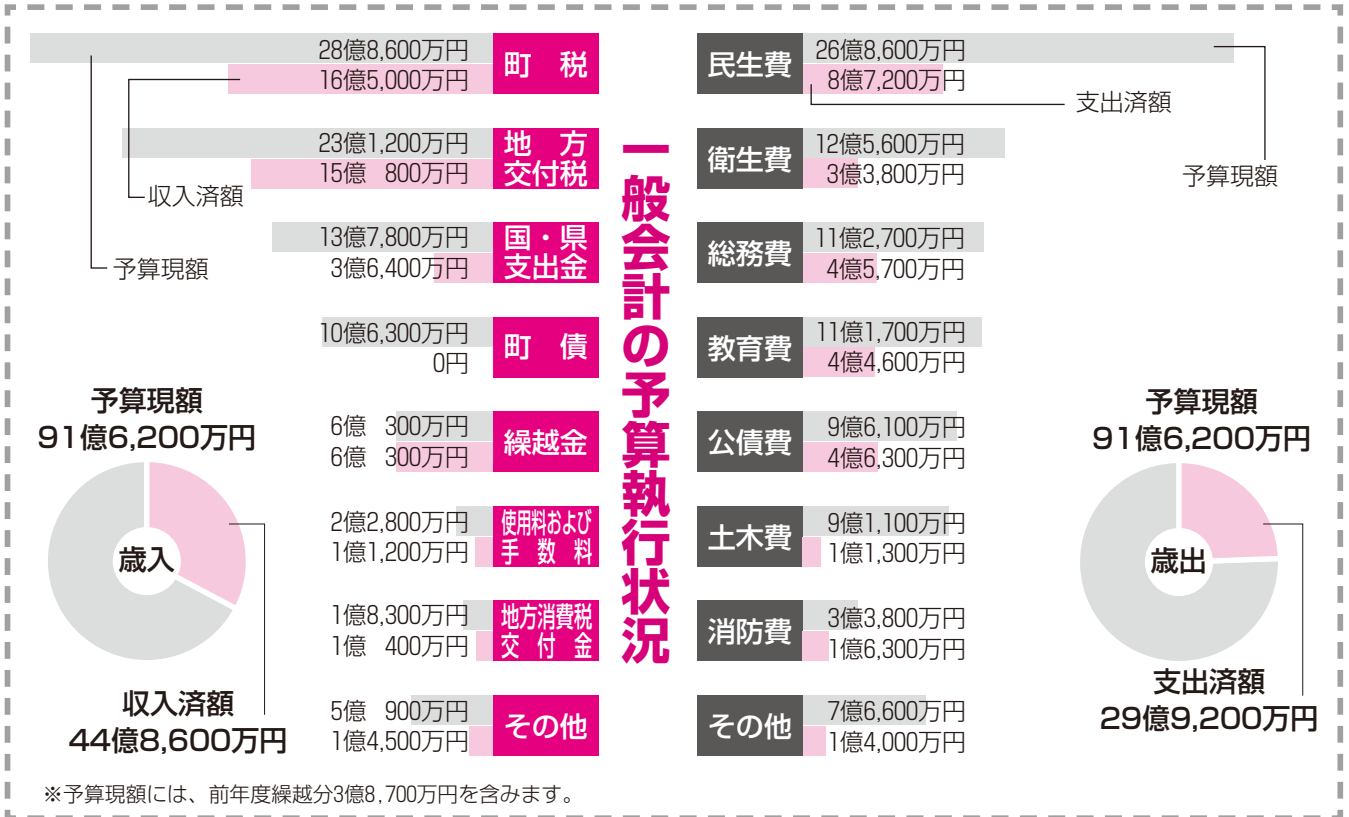 一般会計の予算執行状況
28億8,600万円
16億5,000万円
町税
収入済額
予算現額
23億1,200万円
15億 800万円
地方
交付税
13億7,800万円
3億6,400万円
国・県
支出金
10億6,300万円
0円
町債
6億 300万円
6億 300万円
繰越金
2億2,800万円
1億1,200万円
使用料および
手数料
1億8,300万円
1億 400万円
地方消費税
交付金
5億 900万円
1億4,500万円
その他
予算現額
91億6,200万円
歳入
収入済額
44億8,600万円
民生費
26億8,600万円
8億7,200万円
支出済額
予算現額
衛生費
12億5,600万円
3億3,800万円
総務費
11億2,700万円
4億5,700万円
教育費
11億1,700万円
4億4,600万円
公債費
9億6,100万円
4億6,300万円
土木費
9億1,100万円
1億1,300万円
消防費
3億3,800万円
1億6,300万円
その他
7億6,600万円
1億4,000万円
予算現額
91億6,200万円
歳出
支出済額
29億9,200万円
※予算現額には、前年度繰越分3億8,700万円を含みます。